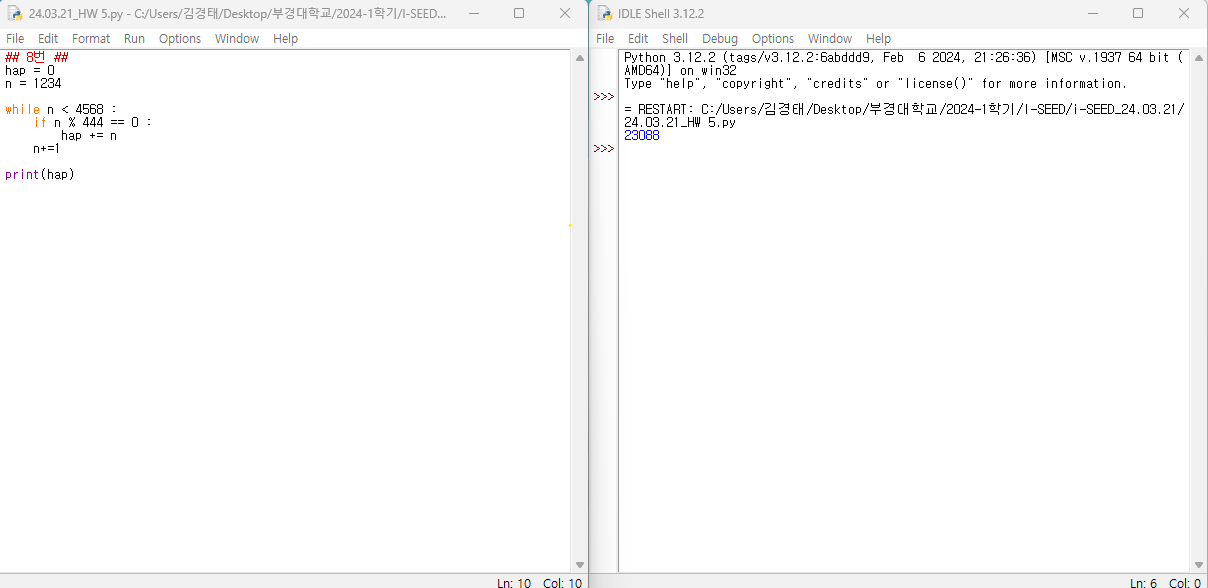 24.03.21_HW 5.py - C:/Users/김경태/Desktop/부경대학교/2024-1학기/I-SEED...
File Edit Format Run Options Window Help
## 8번 ##
hap = 0
n = 1234
while n < 4568 :
if n % 444 == 0 :
hap += n
n+=1
print(hap)
Ln: 10 Col: 10
IDLE Shell 3.12.2
File Edit Shell Debug Options Window Help
Python 3.12.2 (tags/v3.12.2:6abddd9, Feb  6 2024, 21:26:36) [MSC v.1937 64 bit (
AMD64)] on win32
Type "help", "copyright", "credits" or "license()" for more information.
>>>
= RESTART: C:/Users/김경태/Desktop/부경대학교/2024-1학기/I-SEED/i-SEED_24.03.21/
24.03.21_HW 5.py
23088
>>>
Ln: 6 Col: 0